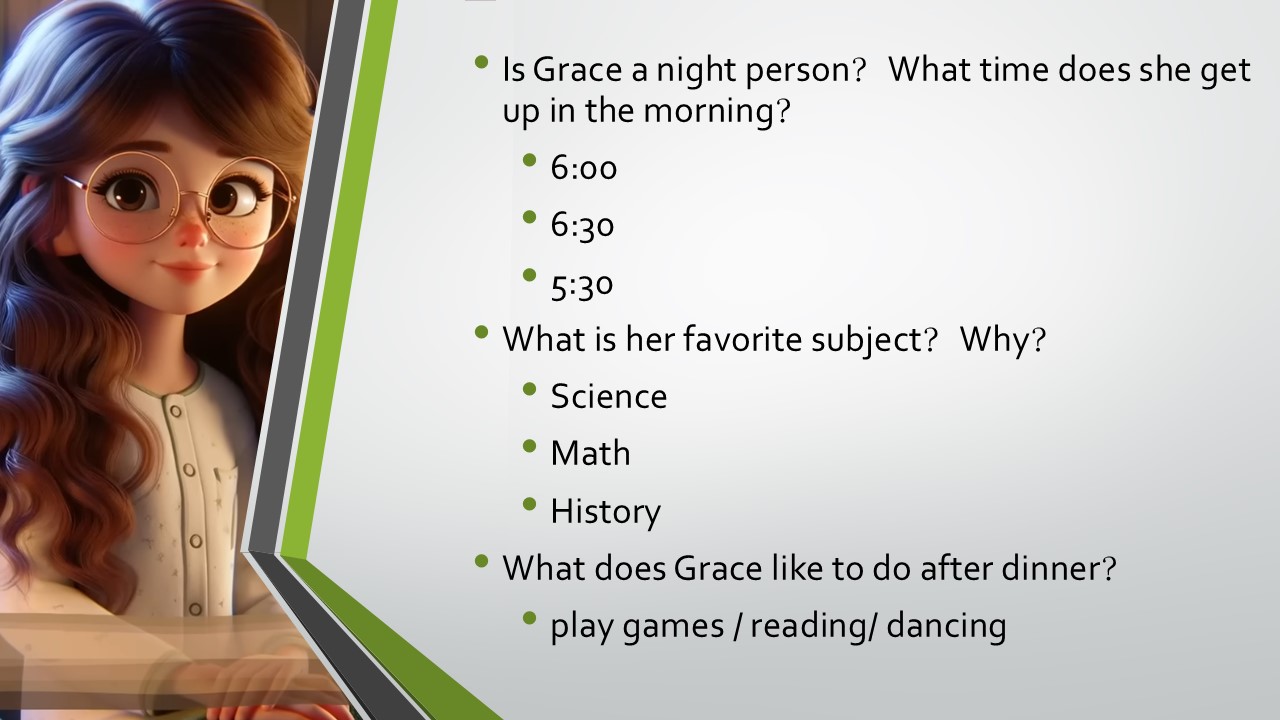 Is Grace a night person?  What time does she get
up in the morning?
6:00
6:30
5:30
What is her favorite subject?  Why?
Science
Math
History
What does Grace like to do after dinner?
play games / reading/ dancing